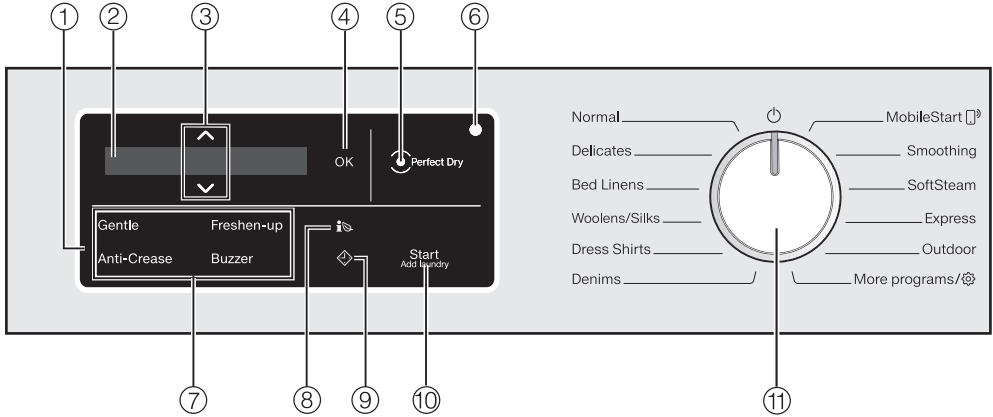 ① ② ③ ④ ⑤ ⑥
OK
Perfect Dry
Gentle Freshen-up
Anti-Crease Buzzer
Start
Add laundry
Normal
Delicates
Bed Linens
Woolens/Silks
Dress Shirts
Denims
MobileStart
Smoothing
SoftSteam
Express
Outdoor
More programs/
⑦ ⑧ ⑨ ⑩ ⑪